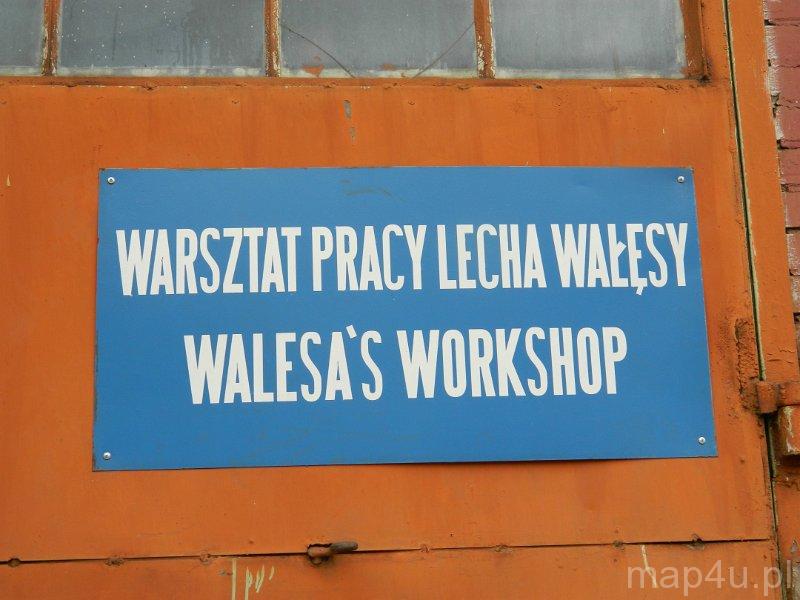 WARSZTAT PRACY LECHA WAŁĘSY
WALESA`S WORKSHOP
map4u.pl